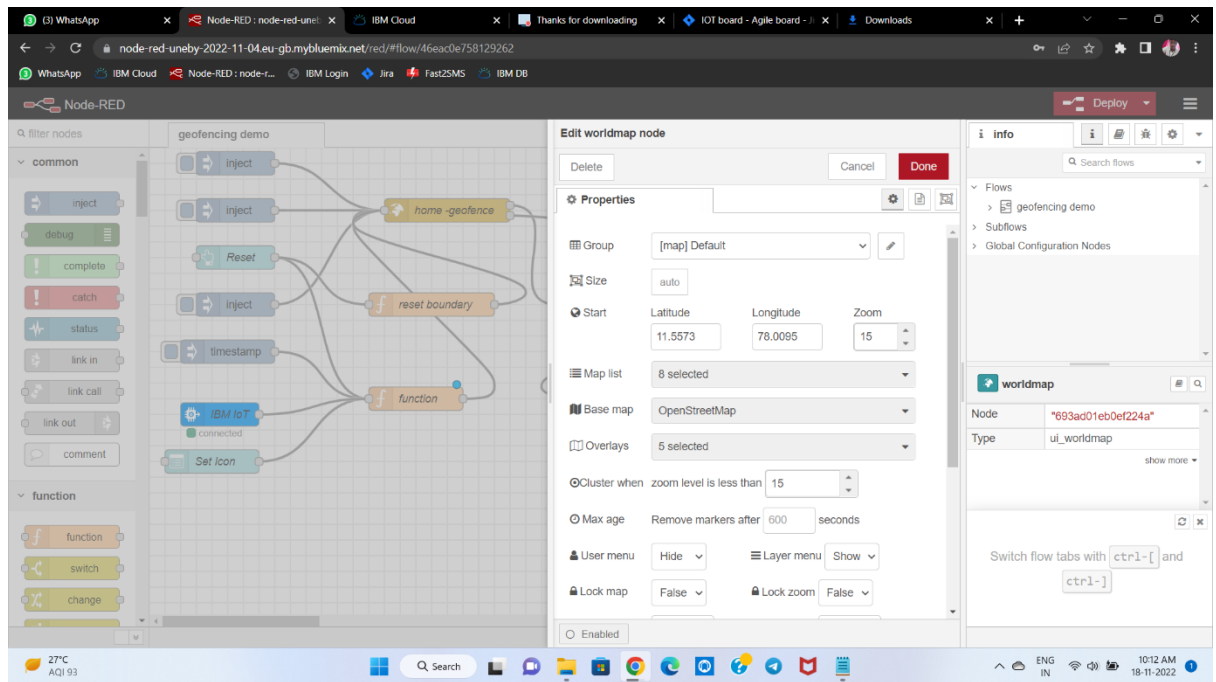 (3) WhatsApp
Node-RED : node-red-uneb
IBM Cloud
Thanks for downloading
IOT board - Agile board - Ji
Downloads
node-red-uneby-2022-11-04.eu-gb.mybluemix.net/red/#flow/46eac0e758129262
WhatsApp IBM Cloud Node-RED : node-r... IBM Login Jira Fast2SMS IBM DB
Node-RED
Deploy
filter nodes
common
inject
debug
complete
catch
status
link in
link call
link out
comment
function
function
switch
change
geofencing demo
inject
inject
home -geofence
Reset
inject
reset boundary
timestamp
function
IBM IoT
connected
Set Icon
Edit worldmap node
Delete
Cancel
Done
Properties
Group [map] Default
Size auto
Start Latitude Longitude Zoom
11.5573 78.0095 15
Map list 8 selected
Base map OpenStreetMap
Overlays 5 selected
Cluster when zoom level is less than 15
Max age Remove markers after 600 seconds
User menu Hide Layer menu Show
Lock map False Lock zoom False
Enabled
i info
i
Search flows
Flows
geofencing demo
Subflows
Global Configuration Nodes
worldmap
Node "693ad01eb0ef224a"
Type ui_worldmap
show more
Switch flow tabs with ctrl-[ and
ctrl-]
27°C
AQI 93
Search
ENG
IN
10:12 AM
18-11-2022
1